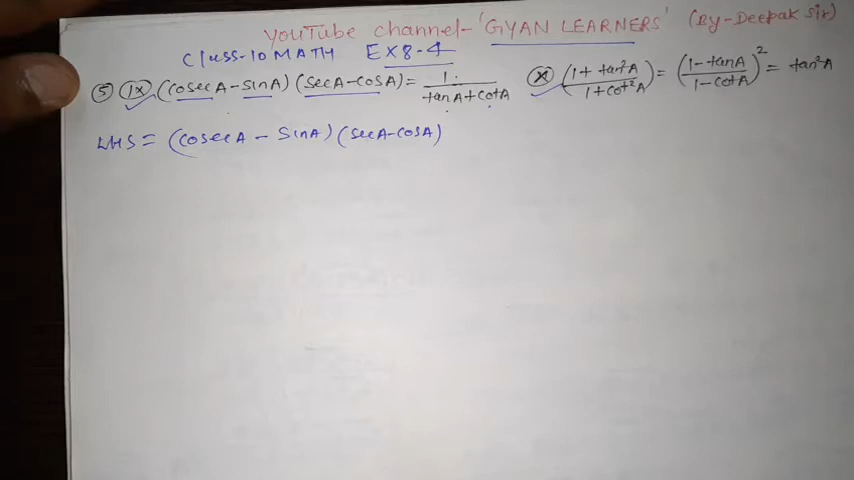 YouTube channel- 'GYAN LEARNERS' (By-Deepak Sir)
Class-10 MATH EX 8.4
⑤ (ix) (cosecA-sinA) (secA-cosA)= 1/(tanA+cotA) (x) (1+tan²A/1+cot²A) = (1-tanA/1-cotA)² = tan²A
LHS = (cosecA - sinA) (secA-cosA)